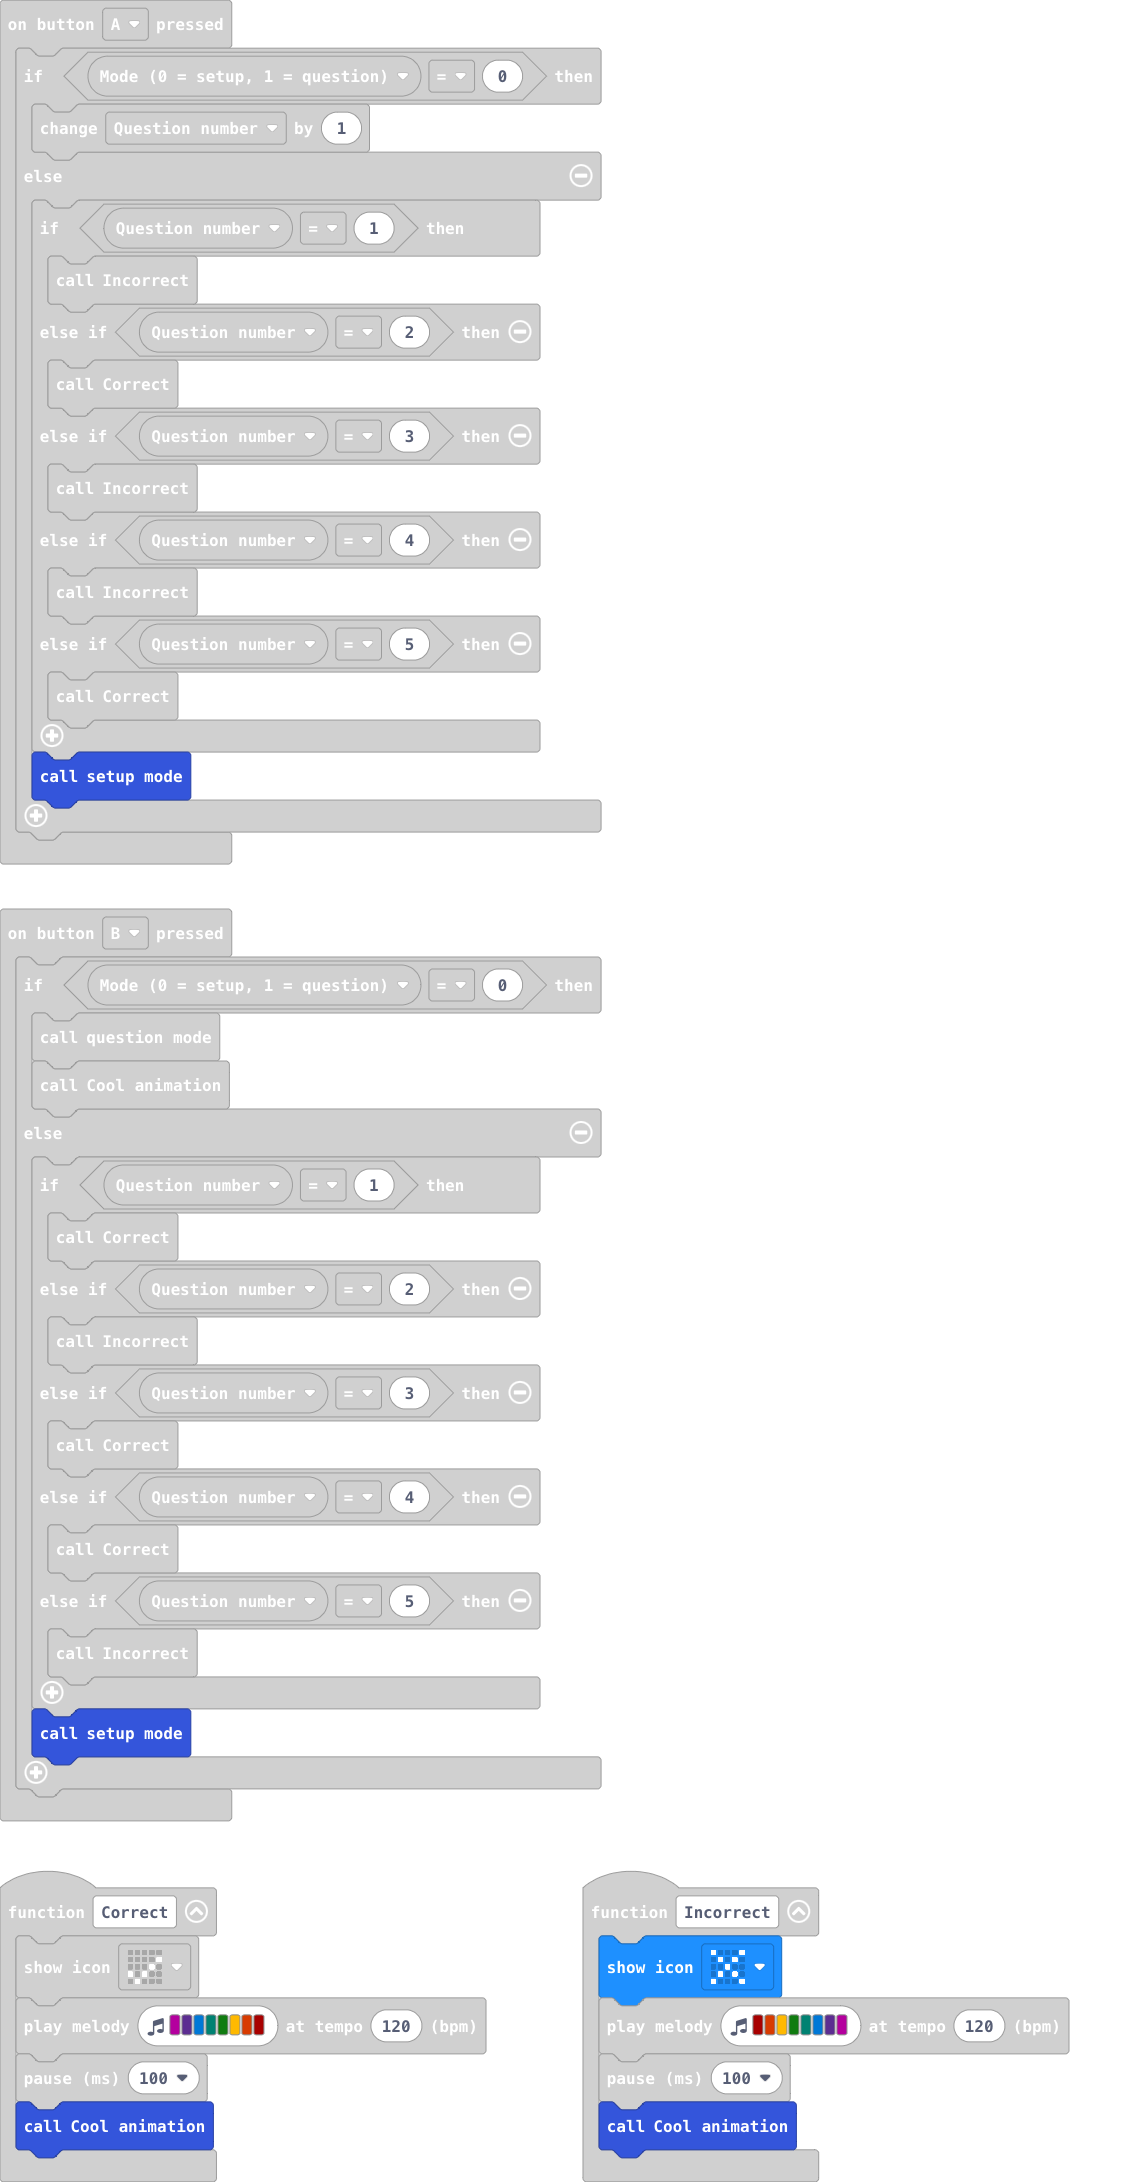 on button A pressed
if Mode (0 = setup, 1 = question) = 0 then
change Question number by 1
else
if Question number = 1 then
call Incorrect
else if Question number = 2 then
call Correct
else if Question number = 3 then
call Incorrect
else if Question number = 4 then
call Incorrect
else if Question number = 5 then
call Correct
call setup mode
on button B pressed
if Mode (0 = setup, 1 = question) = 0 then
call question mode
call Cool animation
else
if Question number = 1 then
call Correct
else if Question number = 2 then
call Incorrect
else if Question number = 3 then
call Correct
else if Question number = 4 then
call Correct
else if Question number = 5 then
call Incorrect
call setup mode
function Correct
show icon
play melody at tempo 120 (bpm)
pause (ms) 100
call Cool animation
function Incorrect
show icon
play melody at tempo 120 (bpm)
pause (ms) 100
call Cool animation